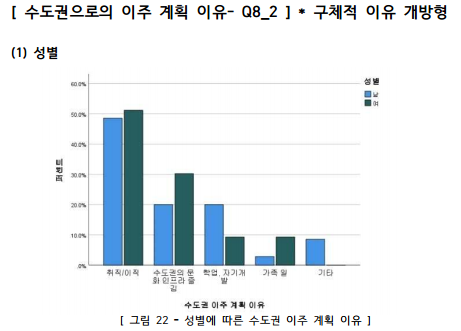 [ 수도권으로의 이주 계획 이유- Q8_2 ] * 구체적 이유 개방형
(1) 성별
성별
남
여
60.0%
50.0%
40.0%
30.0%
20.0%
10.0%
.0%
퍼센트
취직/이직
수도권의 문
화 인프라 즐
김
학업, 자기개
발
가족 일
기타
수도권 이주 계획 이유
[ 그림 22 - 성별에 따른 수도권 이주 계획 이유 ]